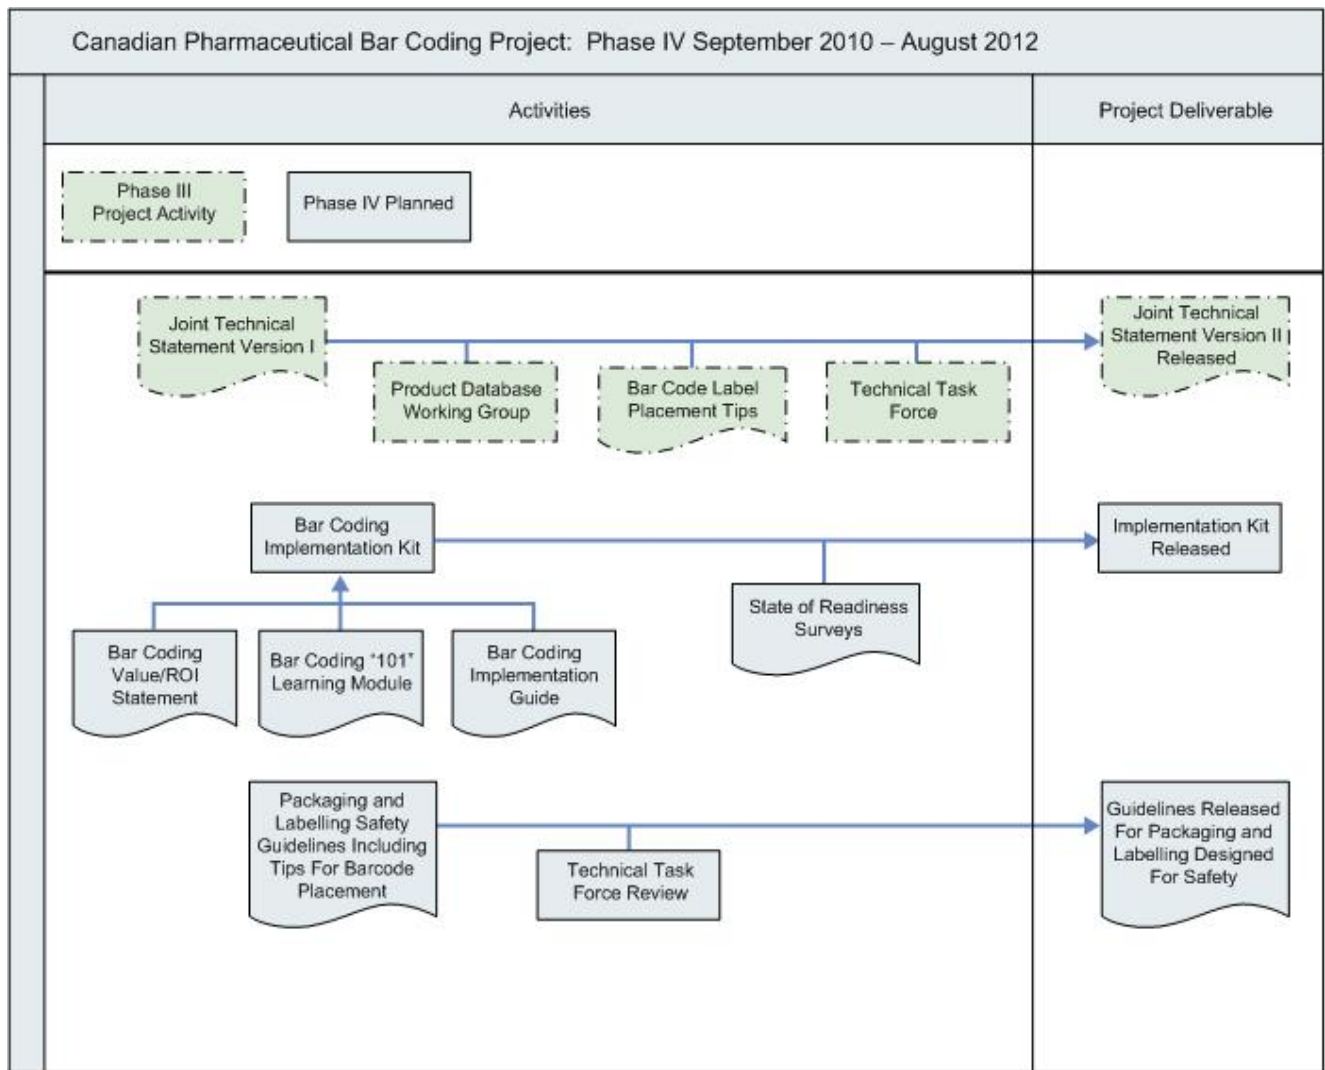 Canadian Pharmaceutical Bar Coding Project: Phase IV September 2010 – August 2012
Activities
Project Deliverable
Phase III
Project Activity
Phase IV Planned
Joint Technical
Statement Version I
Product Database
Working Group
Bar Code Label
Placement Tips
Technical Task
Force
Joint Technical
Statement Version II
Released
Bar Coding
Implementation Kit
State of Readiness
Surveys
Implementation Kit
Released
Bar Coding
Value/ROI
Statement
Bar Coding "101"
Learning Module
Bar Coding
Implementation
Guide
Packaging and
Labelling Safety
Guidelines Including
Tips For Barcode
Placement
Technical Task
Force Review
Guidelines Released
For Packaging and
Labelling Designed
For Safety